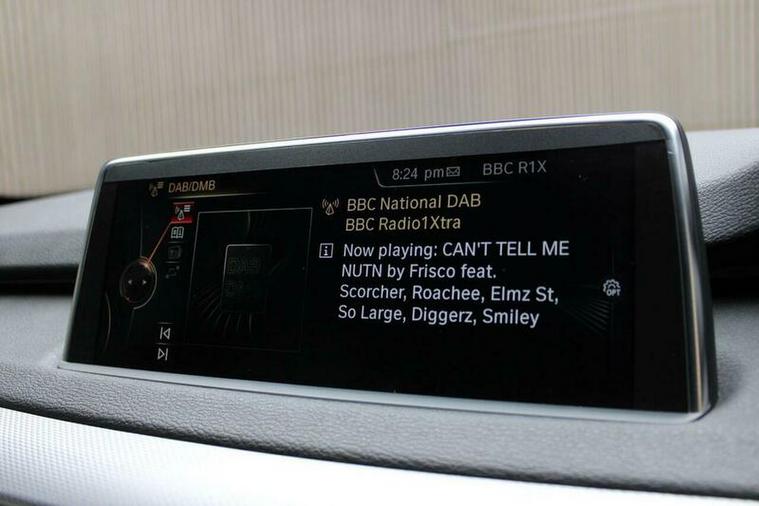 DAB/DMB
8:24 pm
BBC R1X
BBC National DAB
BBC Radio1Xtra
Now playing: CAN'T TELL ME
NUTN by Frisco feat.
Scorcher, Roachee, Elmz St,
So Large, Diggerz, Smiley
OPT
DAB